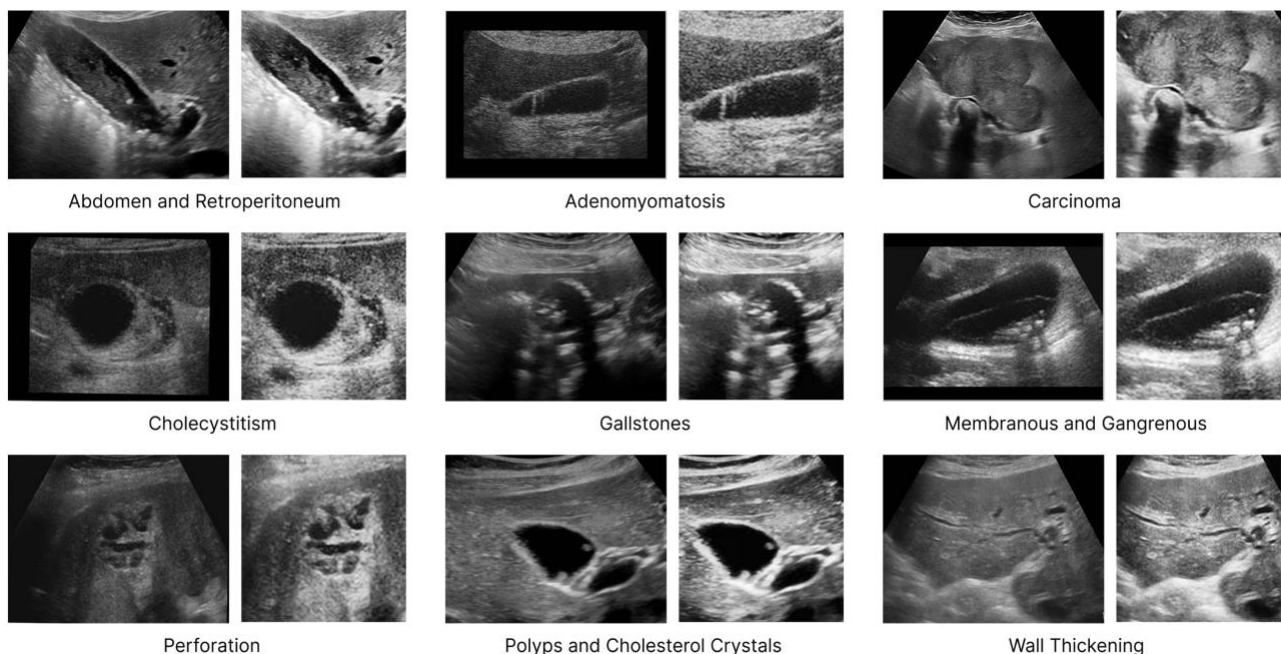 Abdomen and Retroperitoneum
Adenomyomatosis
Carcinoma
Cholecystitism
Gallstones
Membranous and Gangrenous
Perforation
Polyps and Cholesterol Crystals
Wall Thickening